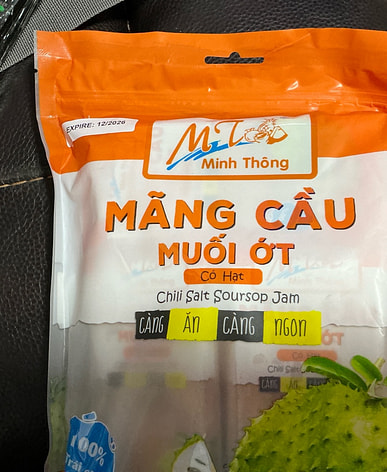 EXPIRE: 12/2026
MT
Minh Thông
MÃNG CẦU
MUỐI ỚT
Có Hạt
Chili Salt Soursop Jam
CÀNG ĂN CÀNG NGON
100%